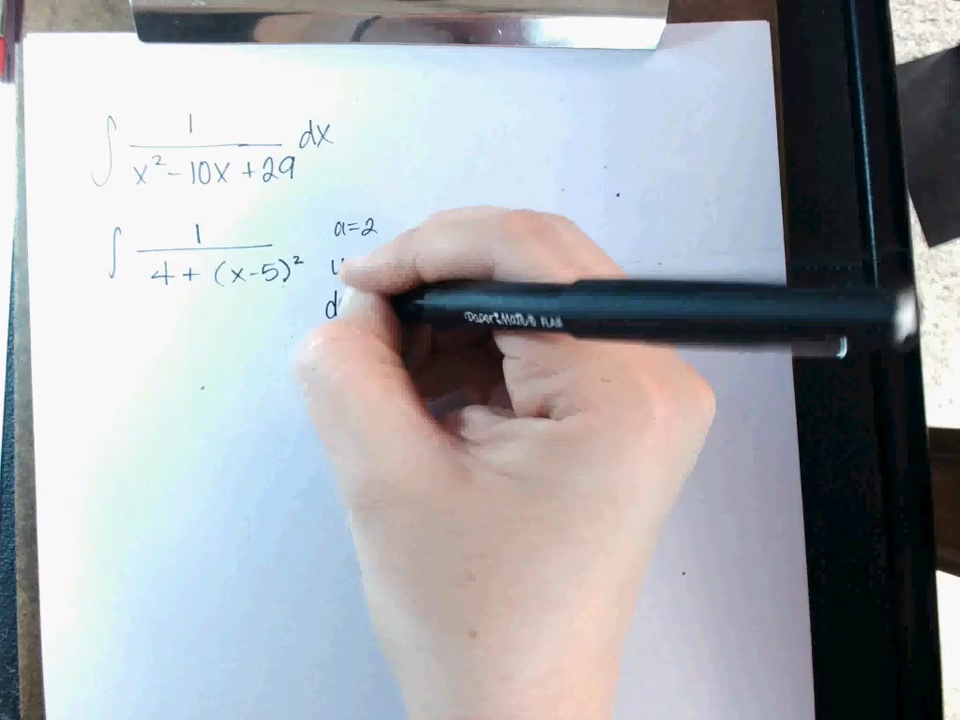 ∫ 1/(x² - 10x + 29) dx
∫ 1/(4 + (x-5)²)
a=2
u
d
PaperMate FLAIR